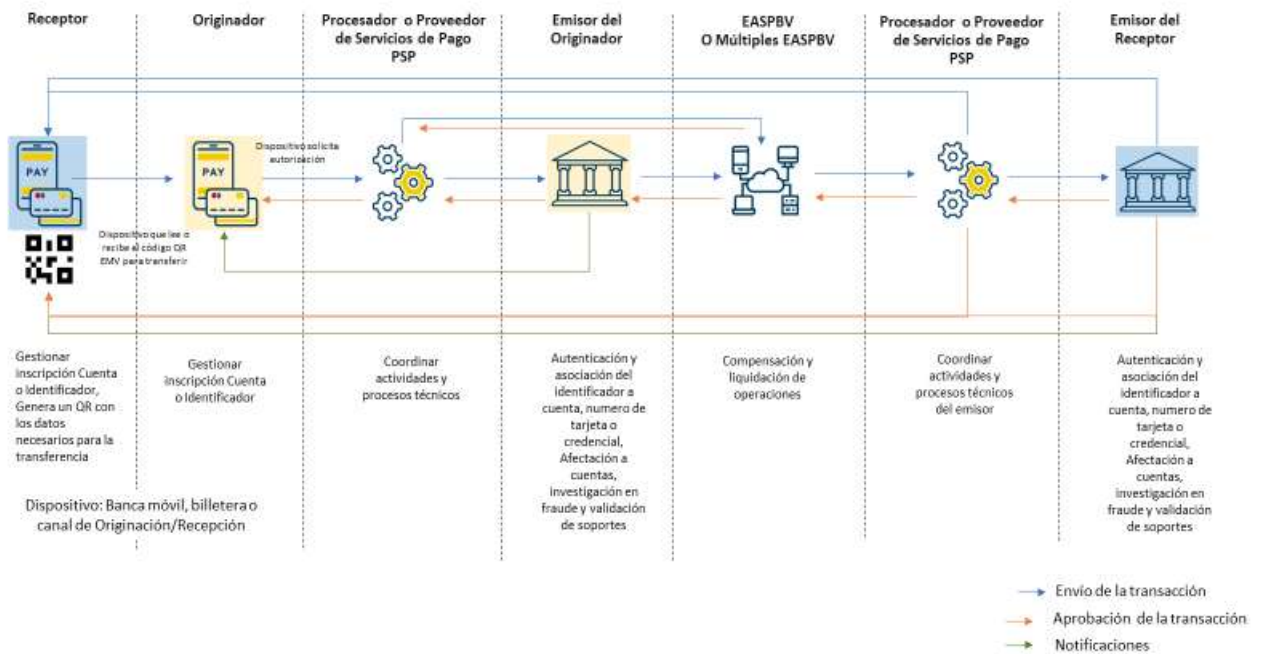 Receptor
Originador
Procesador o Proveedor
de Servicios de Pago
PSP
Emisor del
Originador
EASPBV
O Múltiples EASPBV
Procesador o Proveedor
de Servicios de Pago
PSP
Emisor del
Receptor
PAY
PAY
Dispositivo solicita
autorización
Dispositivo que lee o
recibe el código QR
EMV para transferir
Gestionar
inscripción Cuenta
o Identificador,
Genera un QR con
los datos
necesarios para la
transferencia
Gestionar
inscripción Cuenta
o Identificador
Coordinar
actividades y
procesos técnicos
Autenticación y
asociación del
identificador a
cuenta, numero de
tarjeta o
credencial,
Afectación a
cuentas,
investigación en
fraude y validación
de soportes
Compensación y
liquidación de
operaciones
Coordinar
actividades y
procesos técnicos
del emisor
Autenticación y
asociación del
identificador a
cuenta, numero de
tarjeta o
credencial,
Afectación a
cuentas,
investigación en
fraude y validación
de soportes
Dispositivo: Banca móvil, billetera o
canal de Originación/Recepción
Envío de la transacción
Aprobación de la transacción
Notificaciones